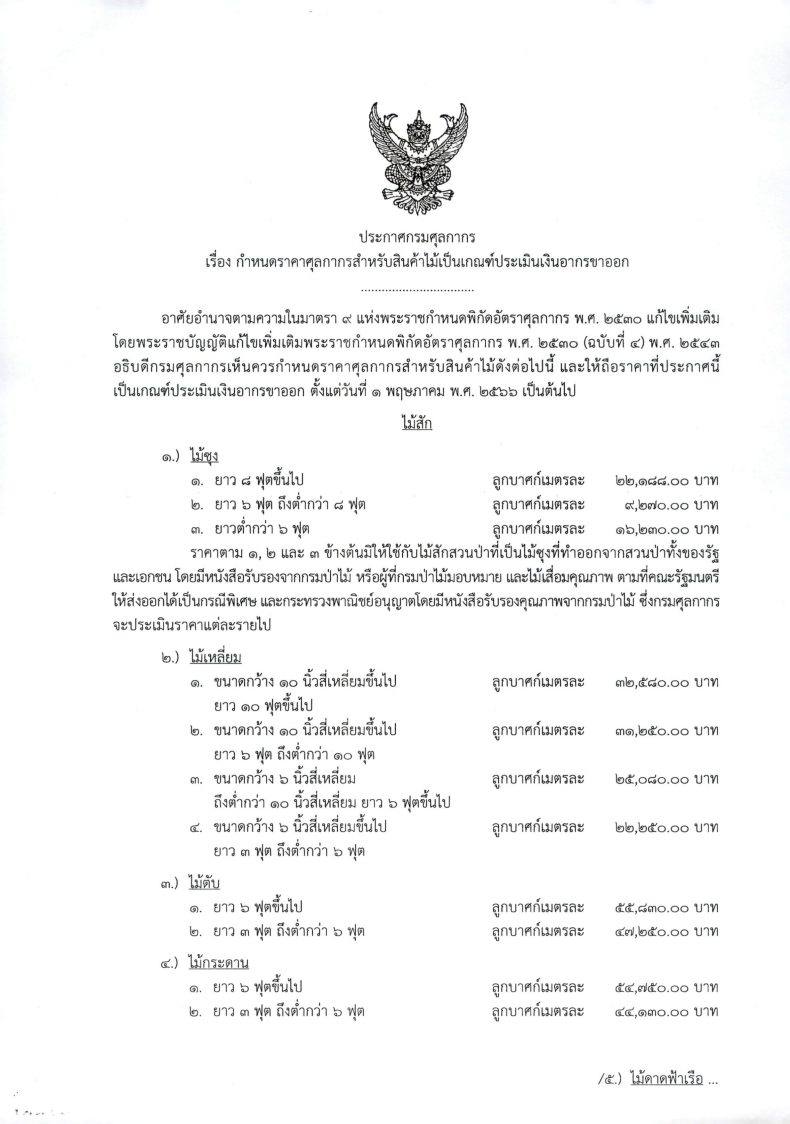 ประกาศกรมศุลกากร
เรื่อง กำหนดราคาศุลกากรสำหรับสินค้าไม้เป็นเกณฑ์ประเมินเงินอากรขาออก
.................................
อาศัยอำนาจตามความในมาตรา ๙ แห่งพระราชกำหนดพิกัดอัตราศุลกากร พ.ศ. ๒๕๓๐ แก้ไขเพิ่มเติม
โดยพระราชบัญญัติแก้ไขเพิ่มเติมพระราชกำหนดพิกัดอัตราศุลกากร พ.ศ. ๒๕๓๐ (ฉบับที่ ๔) พ.ศ. ๒๕๔๓
อธิบดีกรมศุลกากรเห็นควรกำหนดราคาศุลกากรสำหรับสินค้าไม้ดังต่อไปนี้ และให้ถือราคาที่ประกาศนี้
เป็นเกณฑ์ประเมินเงินอากรขาออก ตั้งแต่วันที่ ๑ พฤษภาคม พ.ศ. ๒๕๖๖ เป็นต้นไป
ไม้สัก
๑.) ไม้ซุง
๑. ยาว ๘ ฟุตขึ้นไป ลูกบาศก์เมตรละ ๒๒,๑๘๘.๐๐ บาท
๒. ยาว ๖ ฟุต ถึงต่ำกว่า ๘ ฟุต ลูกบาศก์เมตรละ ๙,๒๗๐.๐๐ บาท
๓. ยาวต่ำกว่า ๖ ฟุต ลูกบาศก์เมตรละ ๑๖,๒๓๐.๐๐ บาท
ราคาตาม ๑, ๒ และ ๓ ข้างต้นมิให้ใช้กับไม้สักสวนป่าที่เป็นไม้ซุงที่ทำออกจากสวนป่าทั้งของรัฐ
และเอกชน โดยมีหนังสือรับรองจากกรมป่าไม้ หรือผู้ที่กรมป่าไม้มอบหมาย และไม้เสื่อมคุณภาพ ตามที่คณะรัฐมนตรี
ให้ส่งออกได้เป็นกรณีพิเศษ และกระทรวงพาณิชย์อนุญาตโดยมีหนังสือรับรองคุณภาพจากกรมป่าไม้ ซึ่งกรมศุลกากร
จะประเมินราคาแต่ละรายไป
๒.) ไม้เหลี่ยม
๑. ขนาดกว้าง ๑๐ นิ้วสี่เหลี่ยมขึ้นไป ลูกบาศก์เมตรละ ๓๒,๕๘๐.๐๐ บาท
ยาว ๑๐ ฟุตขึ้นไป
๒. ขนาดกว้าง ๑๐ นิ้วสี่เหลี่ยมขึ้นไป ลูกบาศก์เมตรละ ๓๑,๒๕๐.๐๐ บาท
ยาว ๖ ฟุต ถึงต่ำกว่า ๑๐ ฟุต
๓. ขนาดกว้าง ๖ นิ้วสี่เหลี่ยม ลูกบาศก์เมตรละ ๒๕,๐๘๐.๐๐ บาท
ถึงต่ำกว่า ๑๐ นิ้วสี่เหลี่ยม ยาว ๖ ฟุตขึ้นไป
๔. ขนาดกว้าง ๖ นิ้วสี่เหลี่ยมขึ้นไป ลูกบาศก์เมตรละ ๒๒,๒๕๐.๐๐ บาท
ยาว ๓ ฟุต ถึงต่ำกว่า ๖ ฟุต
๓.) ไม้ตับ
๑. ยาว ๖ ฟุตขึ้นไป ลูกบาศก์เมตรละ ๕๕,๘๓๐.๐๐ บาท
๒. ยาว ๓ ฟุต ถึงต่ำกว่า ๖ ฟุต ลูกบาศก์เมตรละ ๔๗,๒๕๐.๐๐ บาท
๔.) ไม้กระดาน
๑. ยาว ๖ ฟุตขึ้นไป ลูกบาศก์เมตรละ ๕๔,๗๕๐.๐๐ บาท
๒. ยาว ๓ ฟุต ถึงต่ำกว่า ๖ ฟุต ลูกบาศก์เมตรละ ๔๔,๑๓๐.๐๐ บาท
/๕.) ไม้ดาดฟ้าเรือ ...